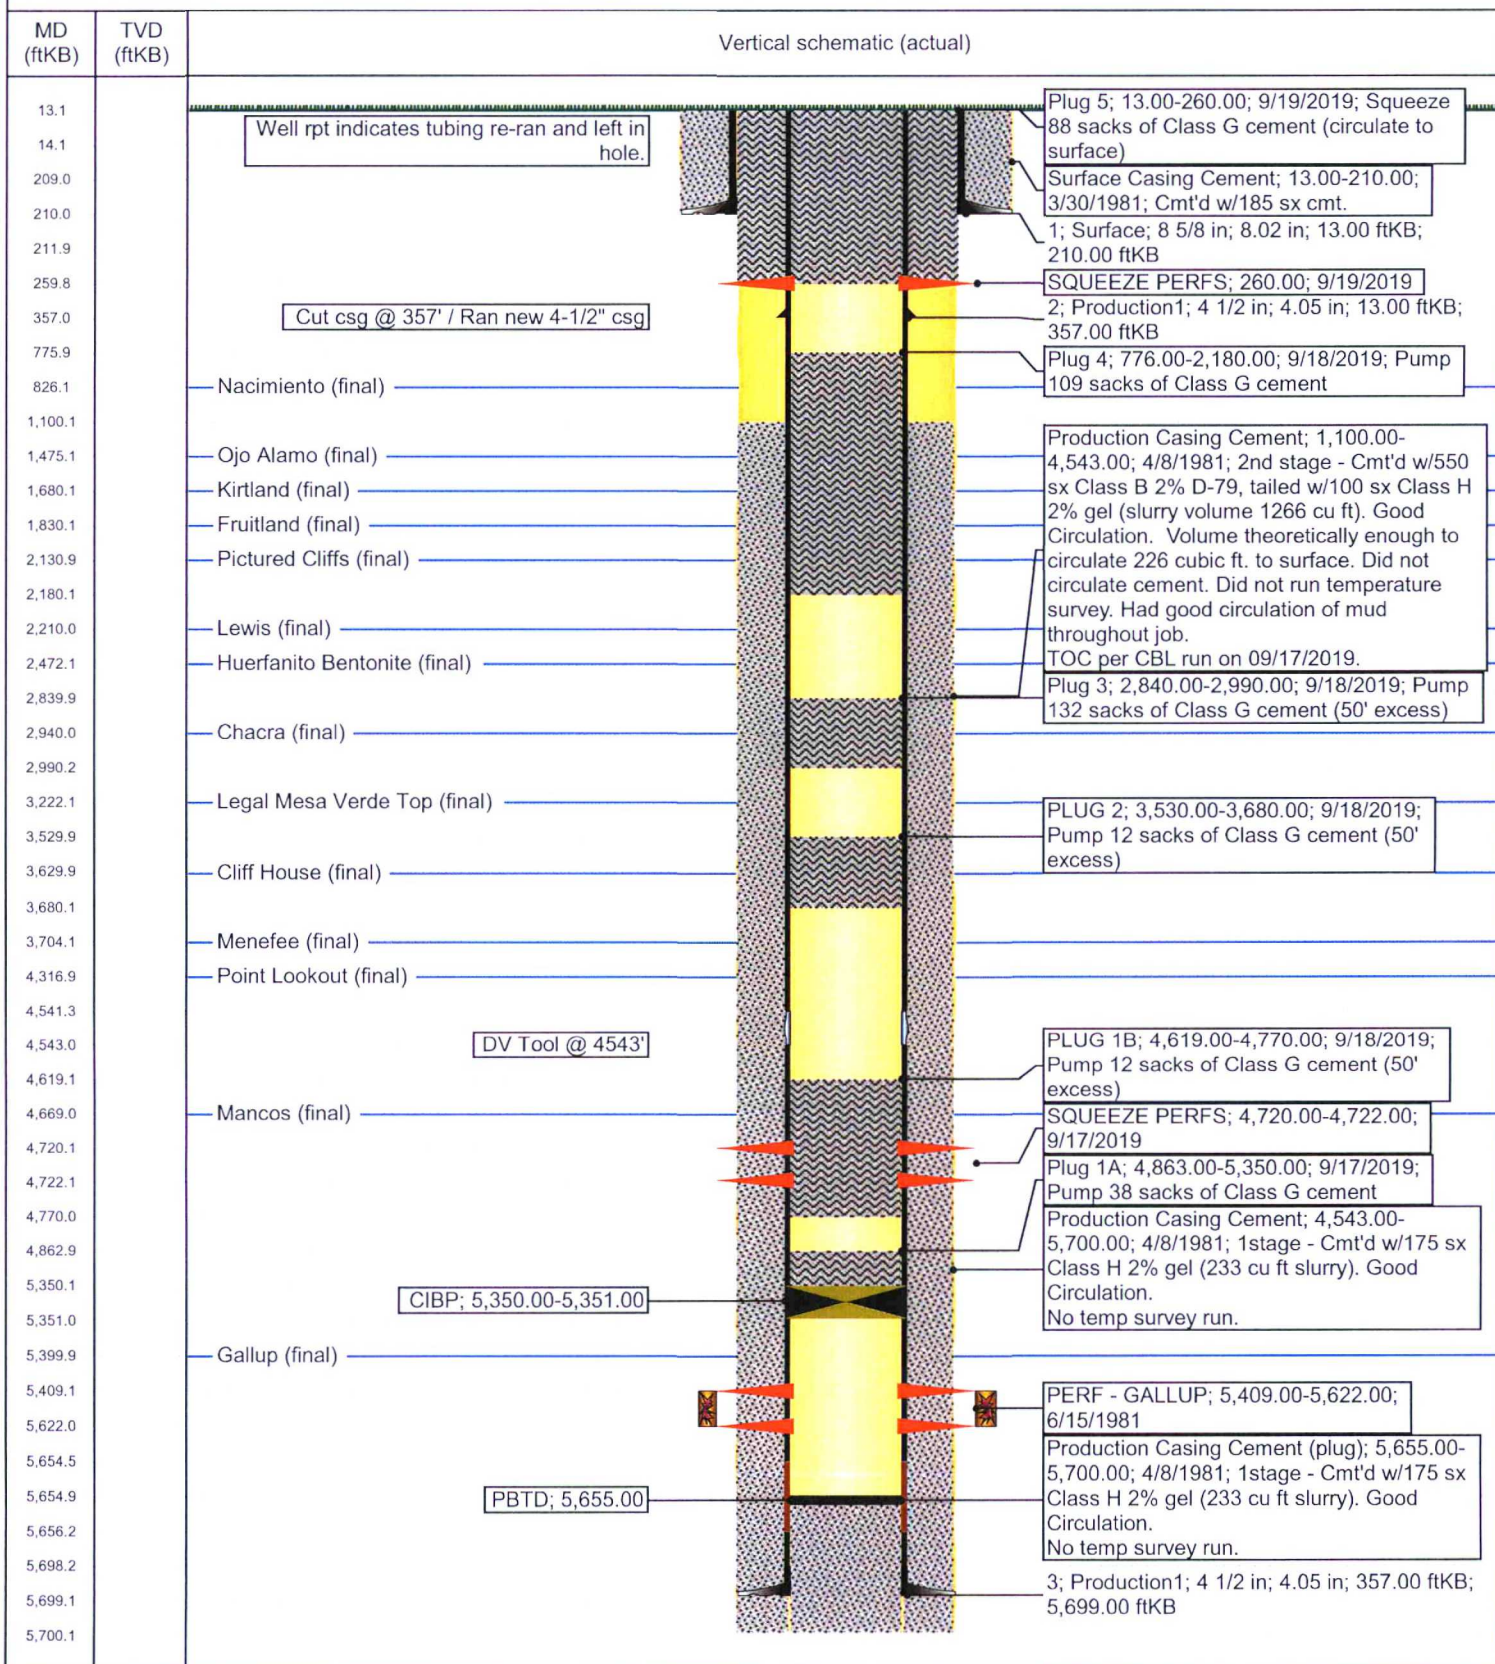 MD
(ftKB)
TVD
(ftKB)
Vertical schematic (actual)
13.1
14.1
209.0
210.0
211.9
259.8
357.0
775.9
826.1
1,100.1
1,475.1
1,680.1
1,830.1
2,130.9
2,180.1
2,210.0
2,472.1
2,839.9
2,940.0
2,990.2
3,222.1
3,529.9
3,629.9
3,680.1
3,704.1
4,316.9
4,541.3
4,543.0
4,619.1
4,669.0
4,720.1
4,722.1
4,770.0
4,862.9
5,350.1
5,351.0
5,399.9
5,409.1
5,622.0
5,654.5
5,654.9
5,656.2
5,698.2
5,699.1
5,700.1
Well rpt indicates tubing re-ran and left in
hole.
Cut csg @ 357' / Ran new 4-1/2" csg
Nacimiento (final)
Ojo Alamo (final)
Kirtland (final)
Fruitland (final)
Pictured Cliffs (final)
Lewis (final)
Huerfanito Bentonite (final)
Chacra (final)
Legal Mesa Verde Top (final)
Cliff House (final)
Menefee (final)
Point Lookout (final)
DV Tool @ 4543'
Mancos (final)
CIBP; 5,350.00-5,351.00
Gallup (final)
PBTD; 5,655.00
Plug 5; 13.00-260.00; 9/19/2019; Squeeze
88 sacks of Class G cement (circulate to
surface)
Surface Casing Cement; 13.00-210.00;
3/30/1981; Cmt'd w/185 sx cmt.
1; Surface; 8 5/8 in; 8.02 in; 13.00 ftKB;
210.00 ftKB
SQUEEZE PERFS; 260.00; 9/19/2019
2; Production1; 4 1/2 in; 4.05 in; 13.00 ftKB;
357.00 ftKB
Plug 4; 776.00-2,180.00; 9/18/2019; Pump
109 sacks of Class G cement
Production Casing Cement; 1,100.00-
4,543.00; 4/8/1981; 2nd stage - Cmt'd w/550
sx Class B 2% D-79, tailed w/100 sx Class H
2% gel (slurry volume 1266 cu ft). Good
Circulation.  Volume theoretically enough to
circulate 226 cubic ft. to surface. Did not
circulate cement. Did not run temperature
survey. Had good circulation of mud
throughout job.
TOC per CBL run on 09/17/2019.
Plug 3; 2,840.00-2,990.00; 9/18/2019; Pump
132 sacks of Class G cement (50' excess)
PLUG 2; 3,530.00-3,680.00; 9/18/2019;
Pump 12 sacks of Class G cement (50'
excess)
PLUG 1B; 4,619.00-4,770.00; 9/18/2019;
Pump 12 sacks of Class G cement (50'
excess)
SQUEEZE PERFS; 4,720.00-4,722.00;
9/17/2019
Plug 1A; 4,863.00-5,350.00; 9/17/2019;
Pump 38 sacks of Class G cement
Production Casing Cement; 4,543.00-
5,700.00; 4/8/1981; 1stage - Cmt'd w/175 sx
Class H 2% gel (233 cu ft slurry). Good
Circulation.
No temp survey run.
PERF - GALLUP; 5,409.00-5,622.00;
6/15/1981
Production Casing Cement (plug); 5,655.00-
5,700.00; 4/8/1981; 1stage - Cmt'd w/175 sx
Class H 2% gel (233 cu ft slurry). Good
Circulation.
No temp survey run.
3; Production1; 4 1/2 in; 4.05 in; 357.00 ftKB;
5,699.00 ftKB